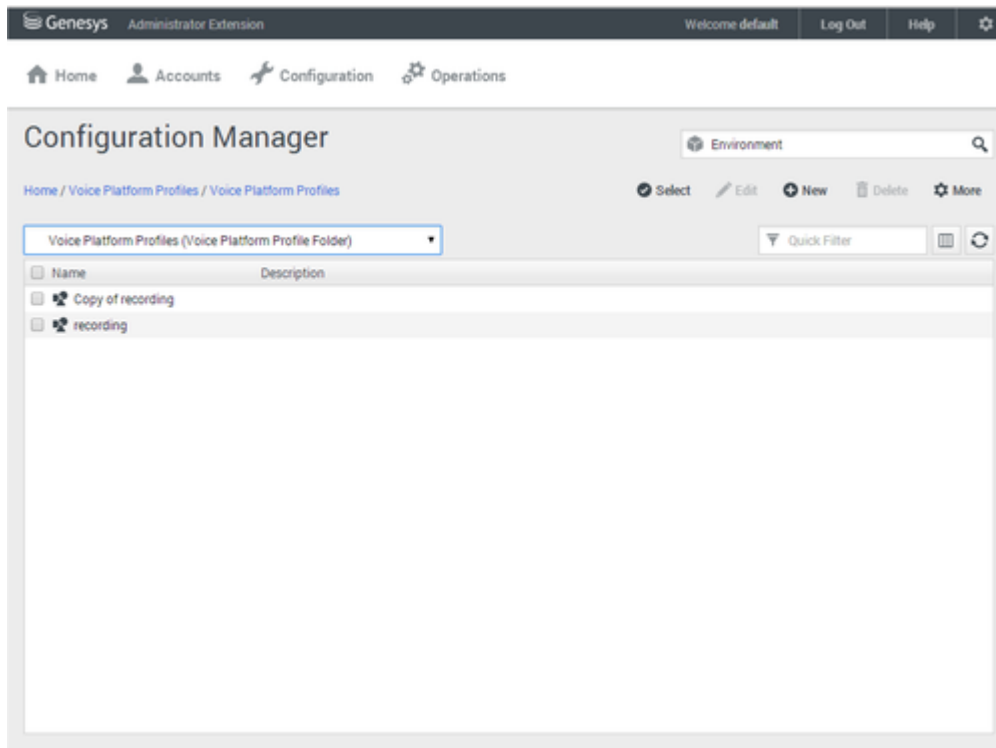 Genesys Administrator Extension Welcome default Log Out Help
Home Accounts Configuration Operations
Configuration Manager Environment
Home / Voice Platform Profiles / Voice Platform Profiles Select Edit New Delete More
Voice Platform Profiles (Voice Platform Profile Folder) Quick Filter
Name Description
Copy of recording
recording